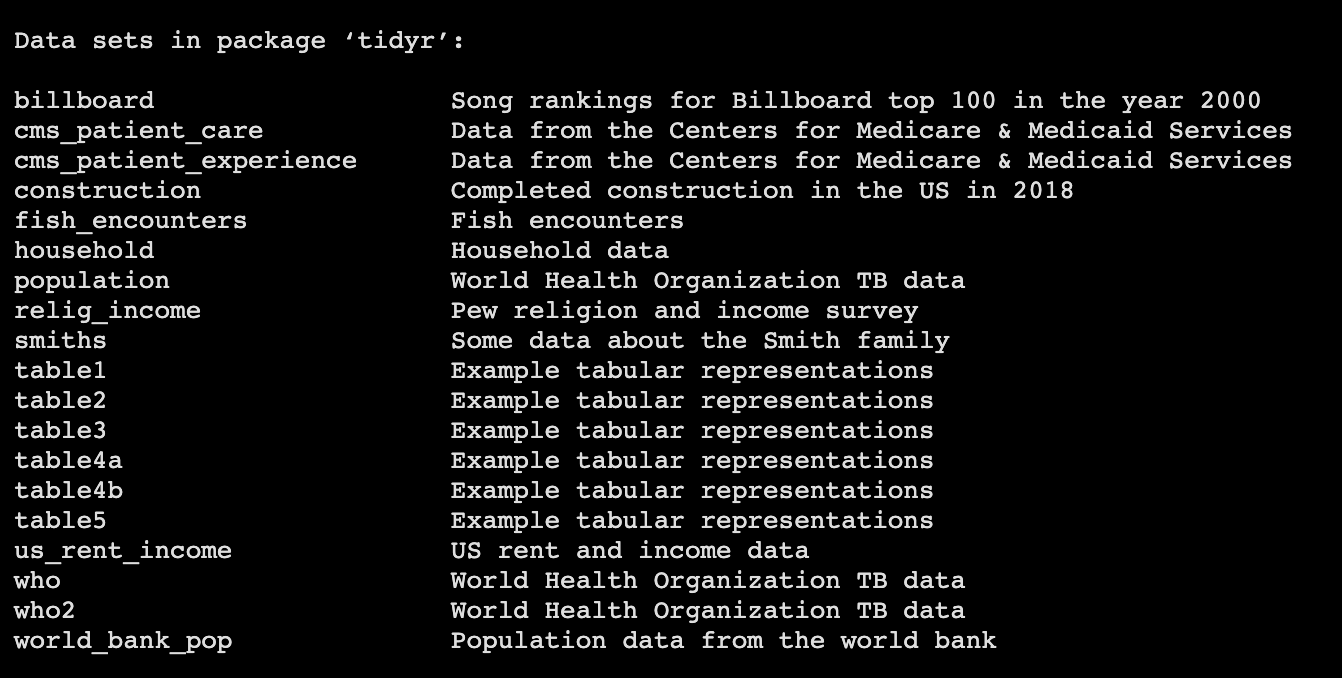 Data sets in package ‘tidyr’:
billboard Song rankings for Billboard top 100 in the year 2000
cms_patient_care Data from the Centers for Medicare & Medicaid Services
cms_patient_experience Data from the Centers for Medicare & Medicaid Services
construction Completed construction in the US in 2018
fish_encounters Fish encounters
household Household data
population World Health Organization TB data
relig_income Pew religion and income survey
smiths Some data about the Smith family
table1 Example tabular representations
table2 Example tabular representations
table3 Example tabular representations
table4a Example tabular representations
table4b Example tabular representations
table5 Example tabular representations
us_rent_income US rent and income data
who World Health Organization TB data
who2 World Health Organization TB data
world_bank_pop Population data from the world bank